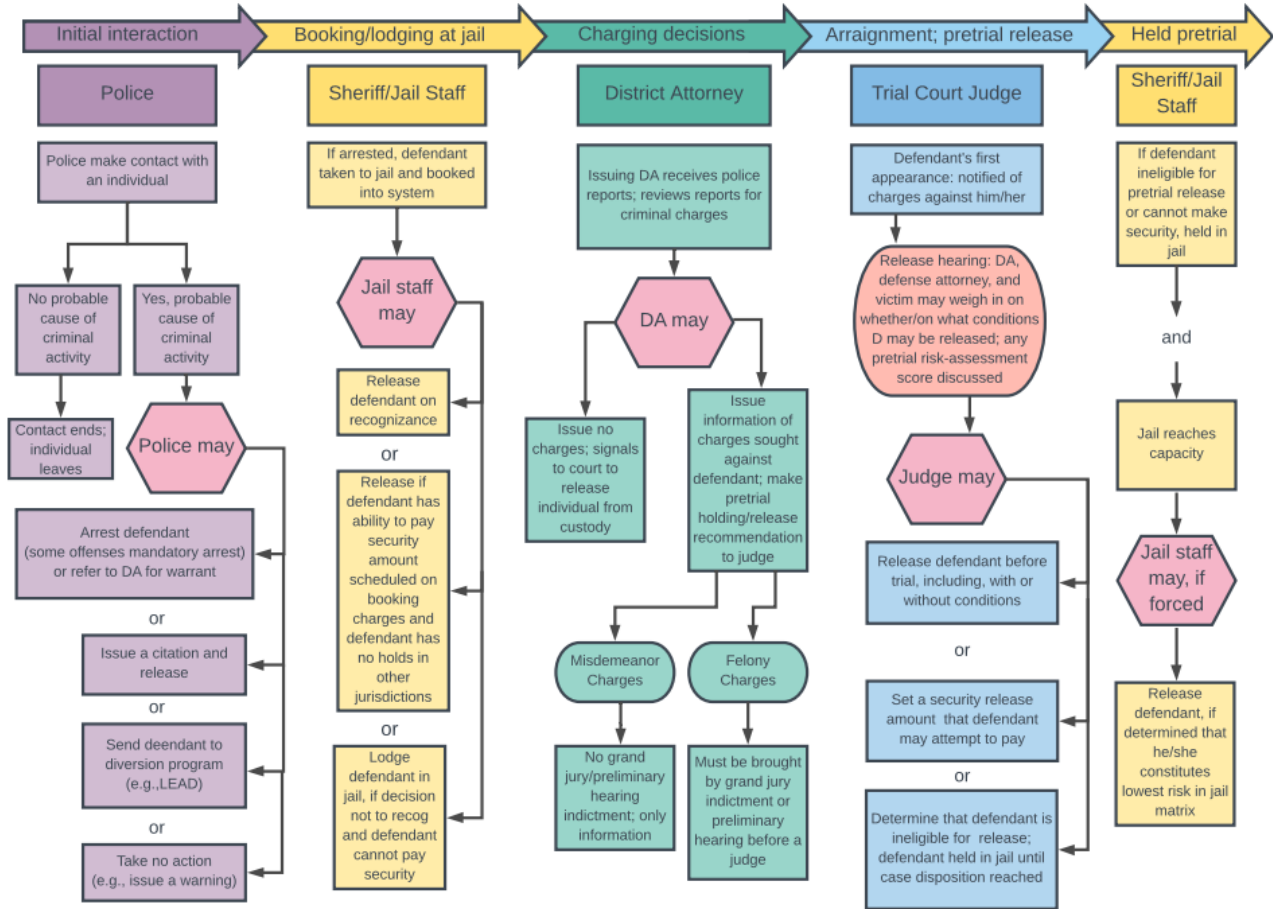 Initial interaction
Booking/lodging at jail
Charging decisions
Arraignment; pretrial release
Held pretrial
Police
Police make contact with
an individual
No probable
cause of
criminal
activity
Yes, probable
cause of
criminal
activity
Contact ends;
individual
leaves
Police may
Arrest defendant
(some offenses mandatory arrest)
or refer to DA for warrant
or
Issue a citation and
release
or
Send deendant to
diversion program
(e.g.,LEAD)
or
Take no action
(e.g., issue a warning)
Sheriff/Jail Staff
If arrested, defendant
taken to jail and booked
into system
Jail staff
may
Release
defendant on
recognizance
or
Release if
defendant has
ability to pay
security
amount
scheduled on
booking
charges and
defendant has
no holds in
other
jurisdictions
or
Lodge
defendant in
jail, if decision
not to recog
and defendant
cannot pay
security
District Attorney
Issuing DA receives police
reports; reviews reports for
criminal charges
DA may
Issue no
charges; signals
to court to
release
individual from
custody
Issue
information of
charges sought
against
defendant; make
pretrial
holding/release
recommendation
to judge
Misdemeanor
Charges
Felony
Charges
No grand
jury/preliminary
hearing
indictment; only
information
Must be brought
by grand jury
indictment or
preliminary
hearing before a
judge
Trial Court Judge
Defendant's first
appearance: notified of
charges against him/her
Release hearing: DA,
defense attorney, and
victim may weigh in on
whether/on what conditions
D may be released; any
pretrial risk-assessment
score discussed
Judge may
Release defendant before
trial, including, with or
without conditions
or
Set a security release
amount that defendant
may attempt to pay
or
Determine that defendant is
ineligible for release;
defendant held in jail until
case disposition reached
Sheriff/Jail
Staff
If defendant
ineligible for
pretrial release
or cannot make
security, held in
jail
and
Jail reaches
capacity
Jail staff
may, if
forced
Release
defendant, if
determined that
he/she
constitutes
lowest risk in jail
matrix